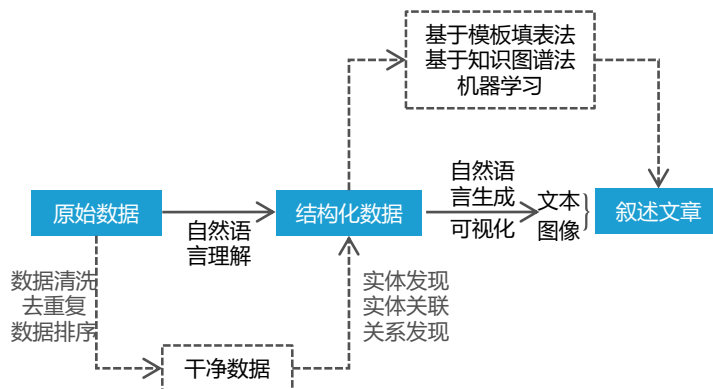 基于模板填表法
基于知识图谱法
机器学习
原始数据
自然语
言理解
结构化数据
自然语
言生成
可视化
文本
图像
叙述文章
数据清洗
去重复
数据排序
实体发现
实体关联
关系发现
干净数据